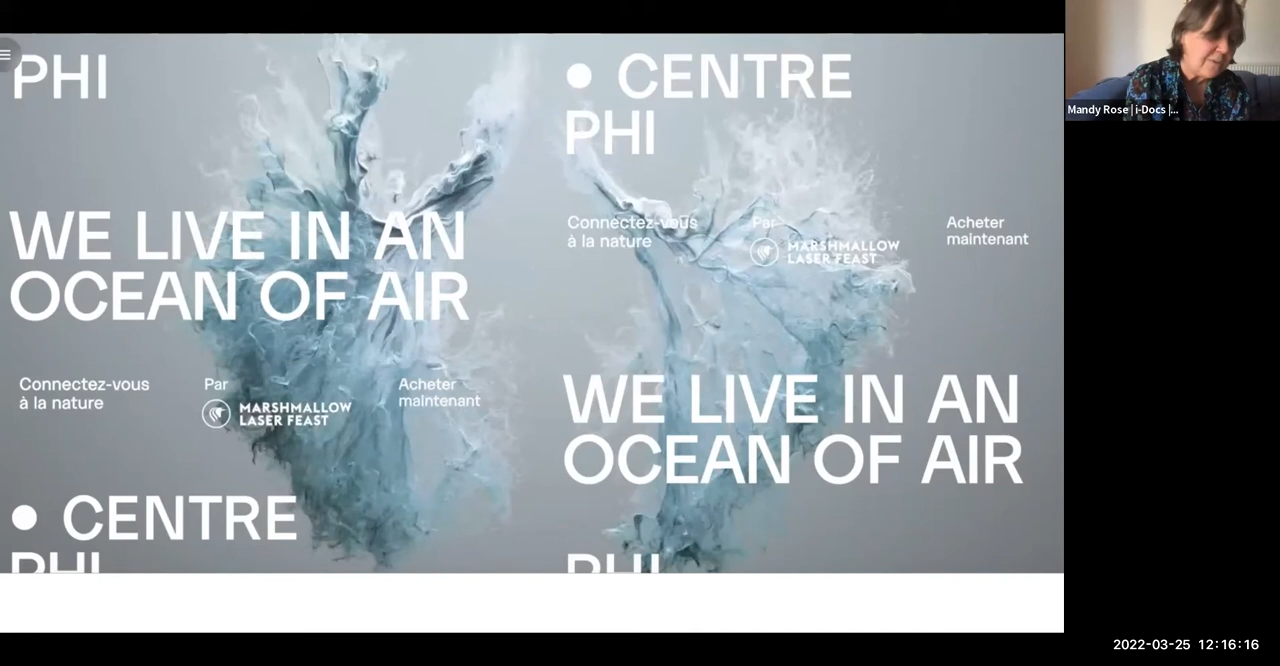 PHI
WE LIVE IN AN
OCEAN OF AIR
Connectez-vous
à la nature
Par
MARSHMALLOW
LASER FEAST
Acheter
maintenant
• CENTRE
PHI
• CENTRE
PHI
Connectez-vous
à la nature
Par
MARSHMALLOW
LASER FEAST
Acheter
maintenant
WE LIVE IN AN
OCEAN OF AIR
PHI
Mandy Rose | i-Docs |...
2022-03-25 12:16:16